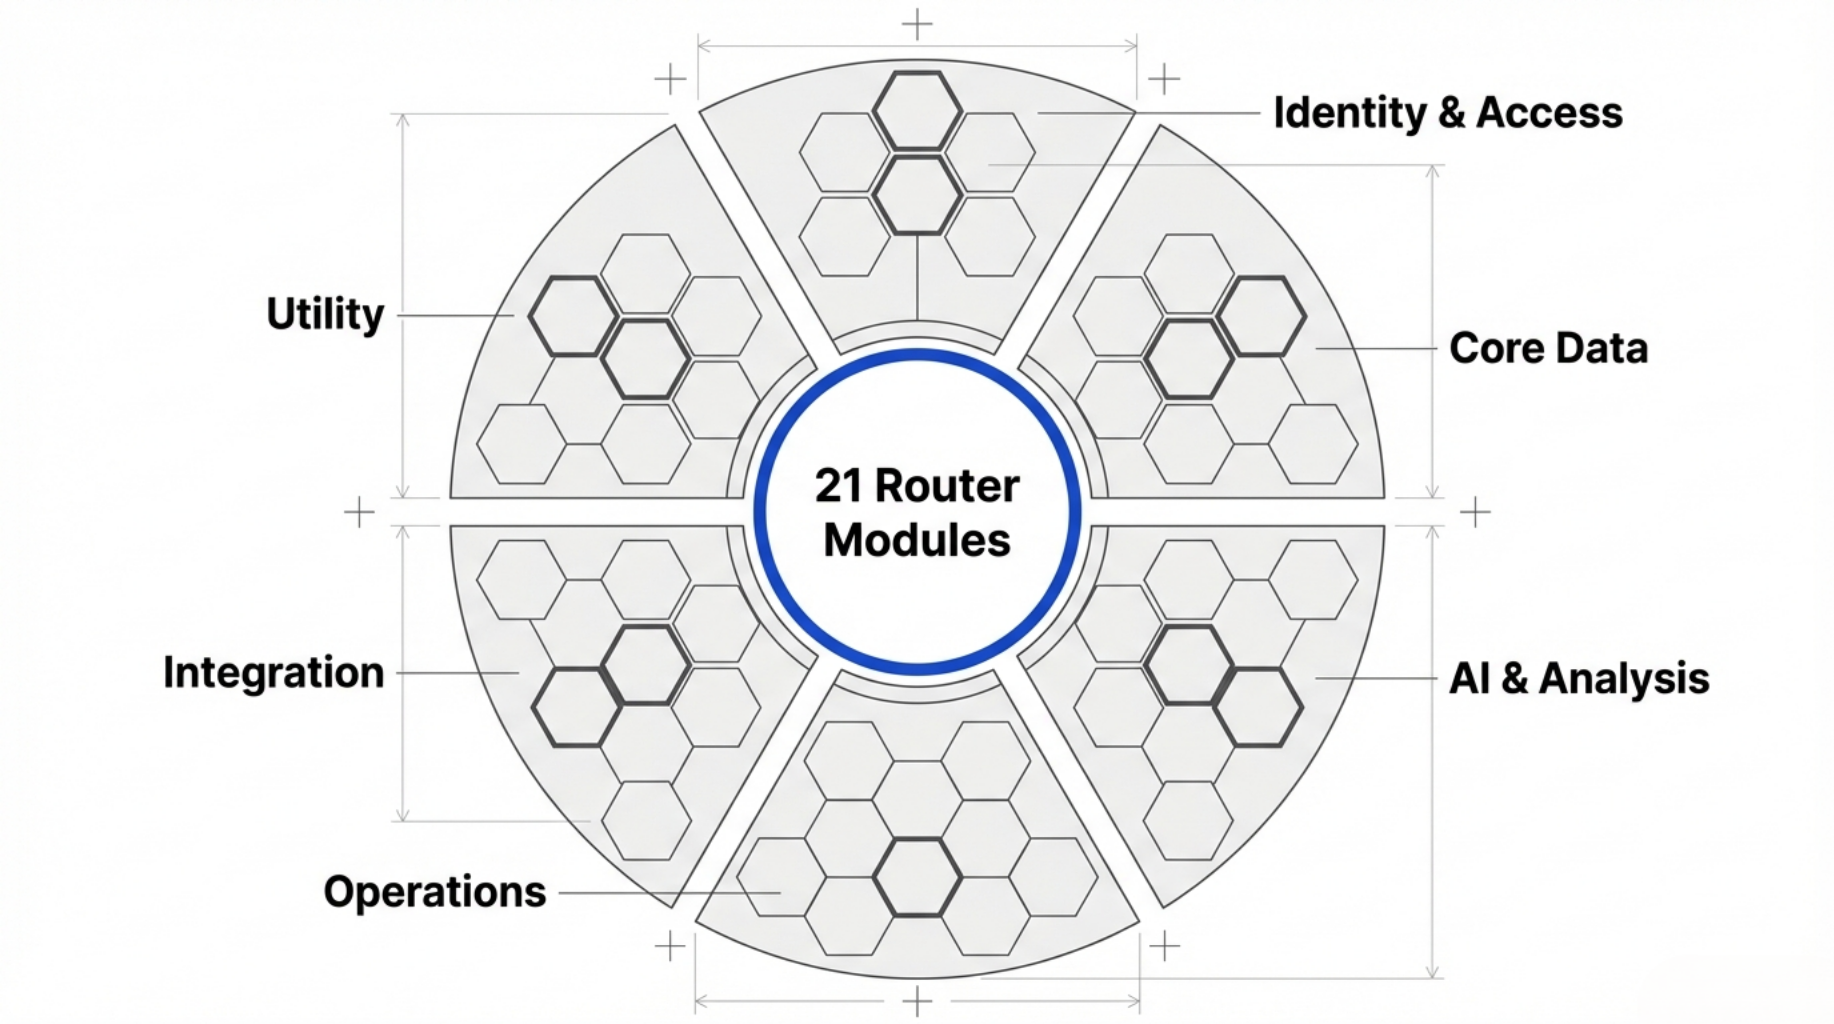 Identity & Access
Utility
Core Data
21 Router
Modules
Integration
AI & Analysis
Operations